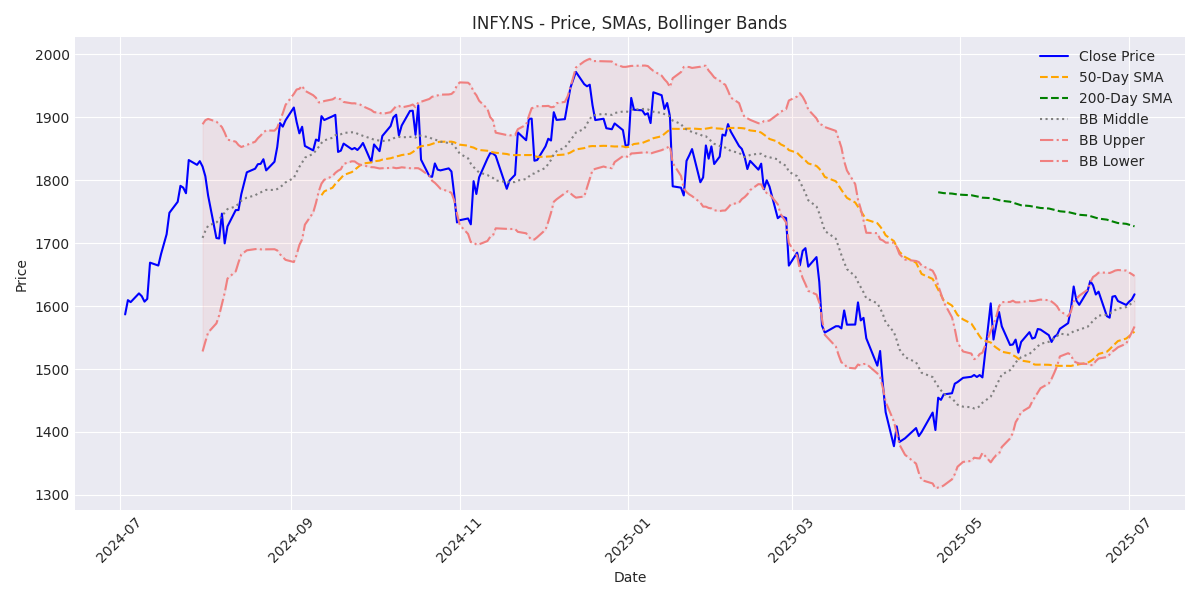 INFY.NS - Price, SMAs, Bollinger Bands
Close Price
50-Day SMA
200-Day SMA
BB Middle
BB Upper
BB Lower
Price
2000
1900
1800
1700
1600
1500
1400
1300
2024-07
2024-09
2024-11
2025-01
2025-03
2025-05
2025-07
Date